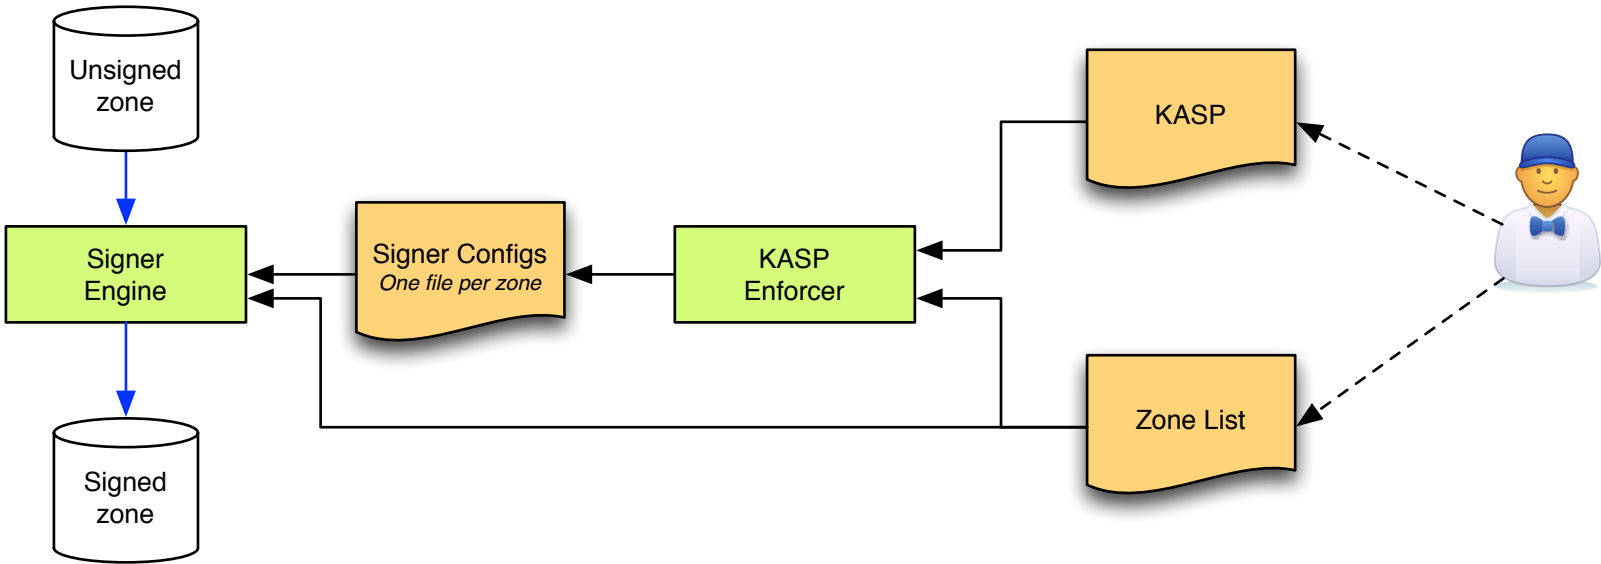 Unsigned
zone
KASP
Signer
Engine
Signer Configs
One file per zone
KASP
Enforcer
Zone List
Signed
zone